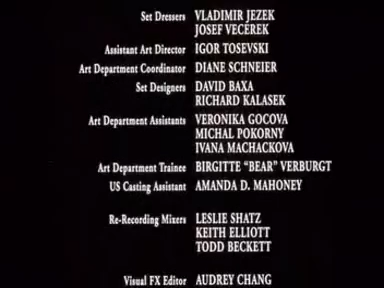 Set Dressers VLADIMIR JEZEK
JOSEF VECEREK
Assistant Art Director IGOR TOSEVSKI
Art Department Coordinator DIANE SCHNEIER
Set Designers DAVID BAXA
RICHARD KALASEK
Art Department Assistants VERONIKA GOCOVA
MICHAL POKORNY
IVANA MACHACKOVA
Art Department Trainee BIRGITTE “BEAR” VERBURGT
US Casting Assistant AMANDA D. MAHONEY
Re-Recording Mixers LESLIE SHATZ
KEITH ELLIOTT
TODD BECKETT
Visual FX Editor AUDREY CHANG